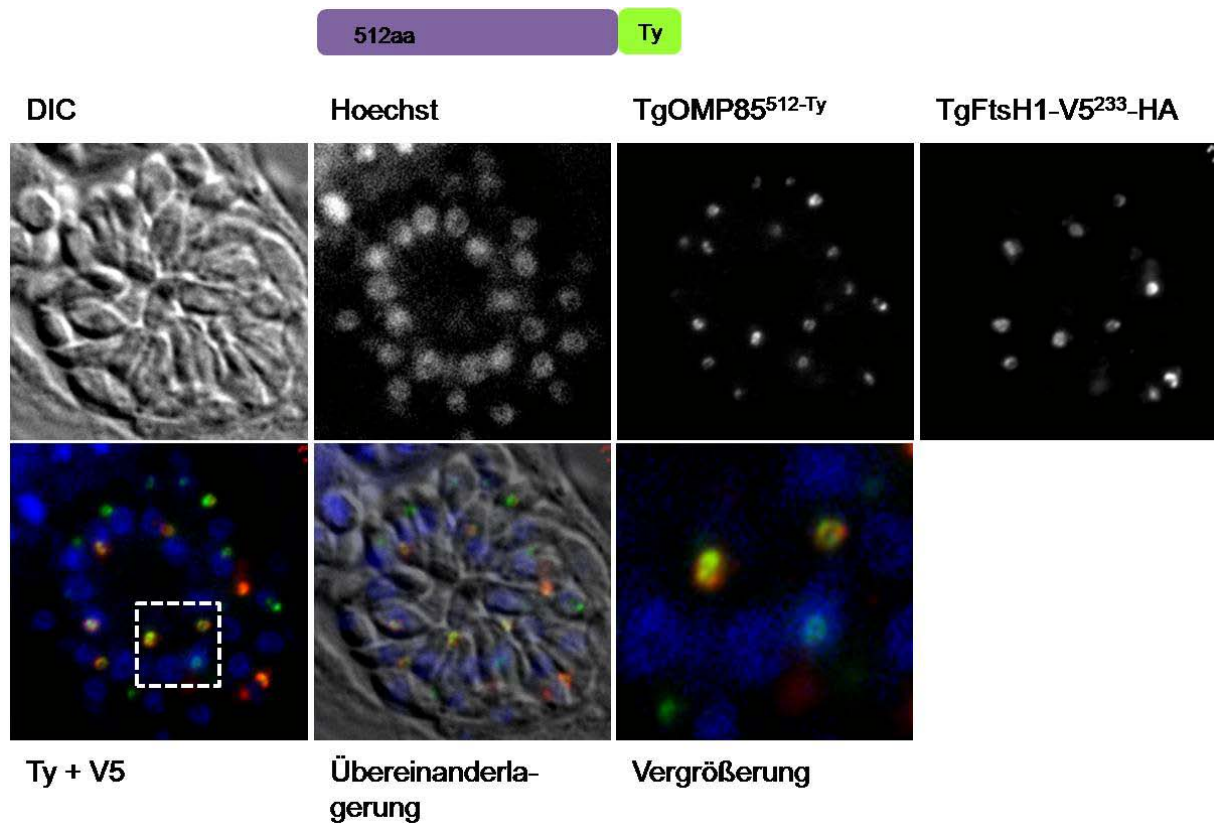 512aa
Ty
DIC
Hoechst
TgOMP85⁵¹²⁻ᵀʸ
TgFtsH1-V5²³³-HA
Ty + V5
Übereinanderla-
gerung
Vergrößerung